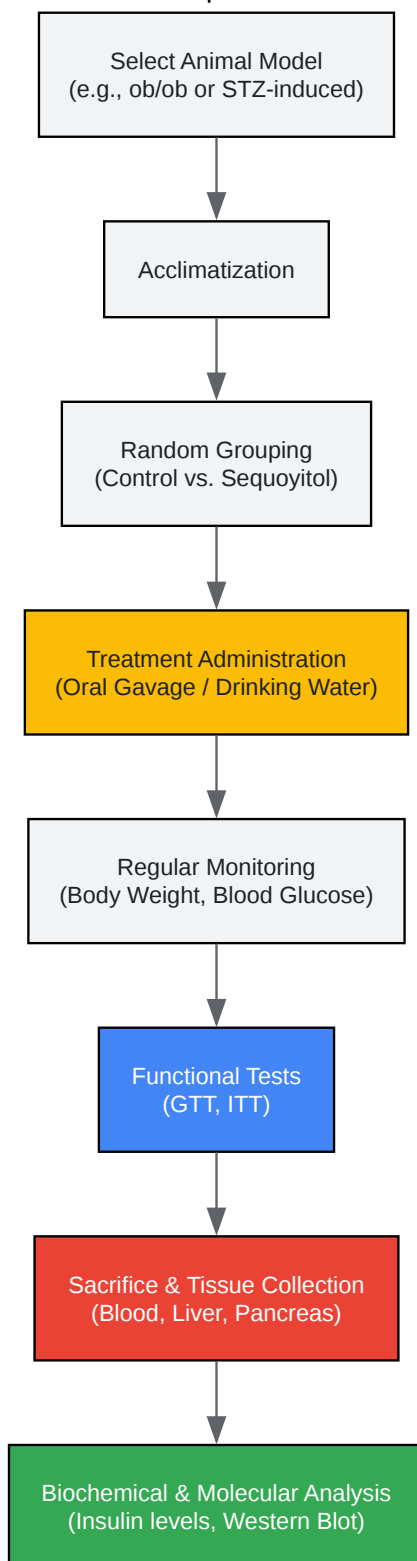 Select Animal Model
(e.g., ob/ob or STZ-induced)
Acclimatization
Random Grouping
(Control vs. Sequoyitol)
Treatment Administration
(Oral Gavage / Drinking Water)
Regular Monitoring
(Body Weight, Blood Glucose)
Functional Tests
(GTT, ITT)
Sacrifice & Tissue Collection
(Blood, Liver, Pancreas)
Biochemical & Molecular Analysis
(Insulin levels, Western Blot)